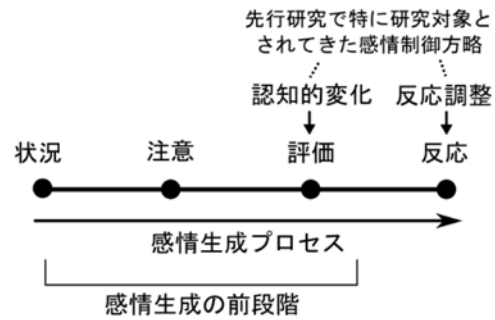 先行研究で特に研究対象と
されてきた感情制御方略
認知的変化 反応調整
状況 注意 評価 反応
感情生成プロセス
感情生成の前段階